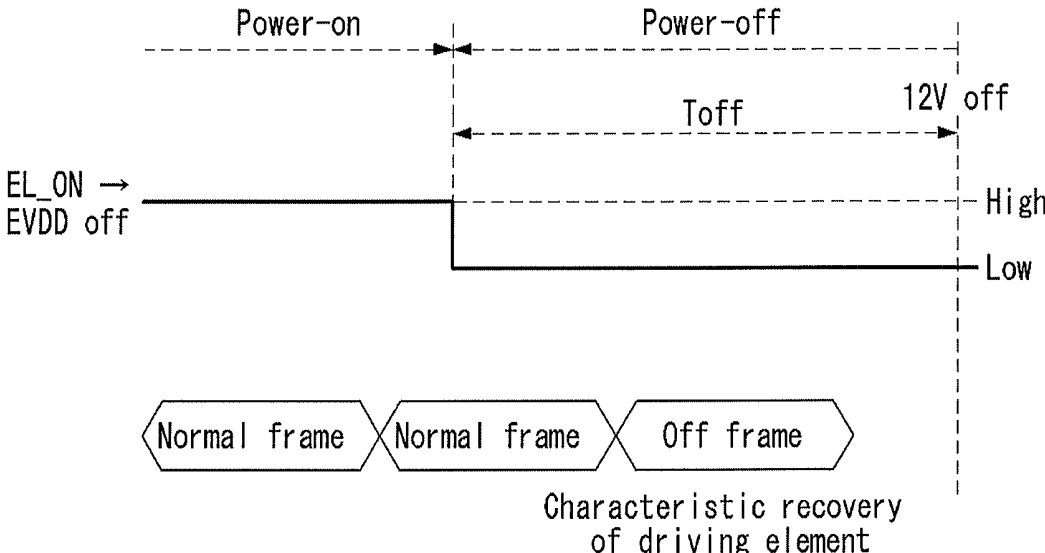 Power-on
Power-off
12V off
Toff
EL_ON →
EVDD off
High
Low
Normal frame
Normal frame
Off frame
Characteristic recovery
of driving element